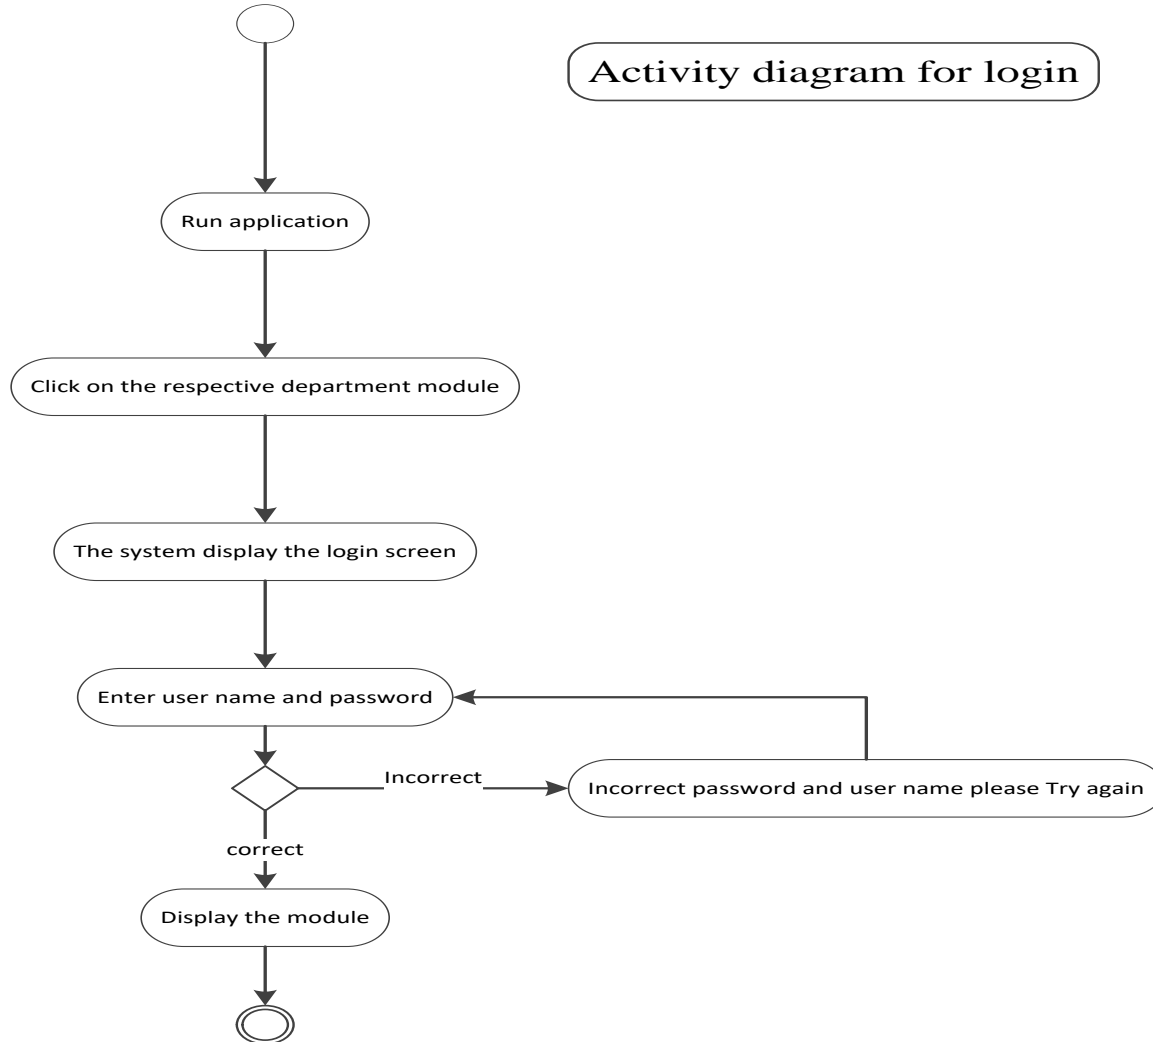 Activity diagram for login
Run application
Click on the respective department module
The system display the login screen
Enter user name and password
Incorrect
Incorrect password and user name please Try again
correct
Display the module